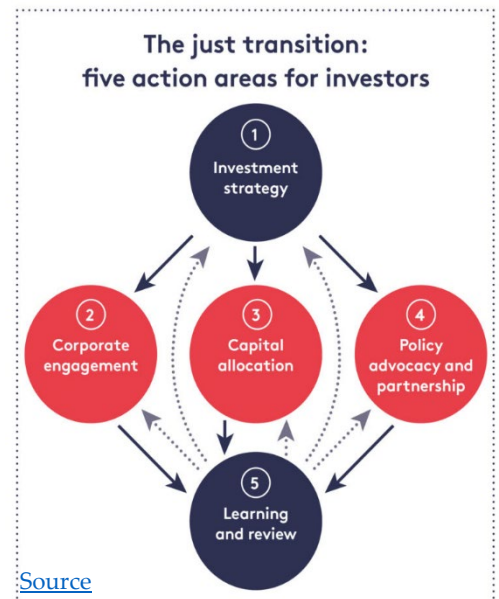 The just transition:
five action areas for investors
1
Investment
strategy
2
Corporate
engagement
3
Capital
allocation
4
Policy
advocacy and
partnership
5
Learning
and review
Source